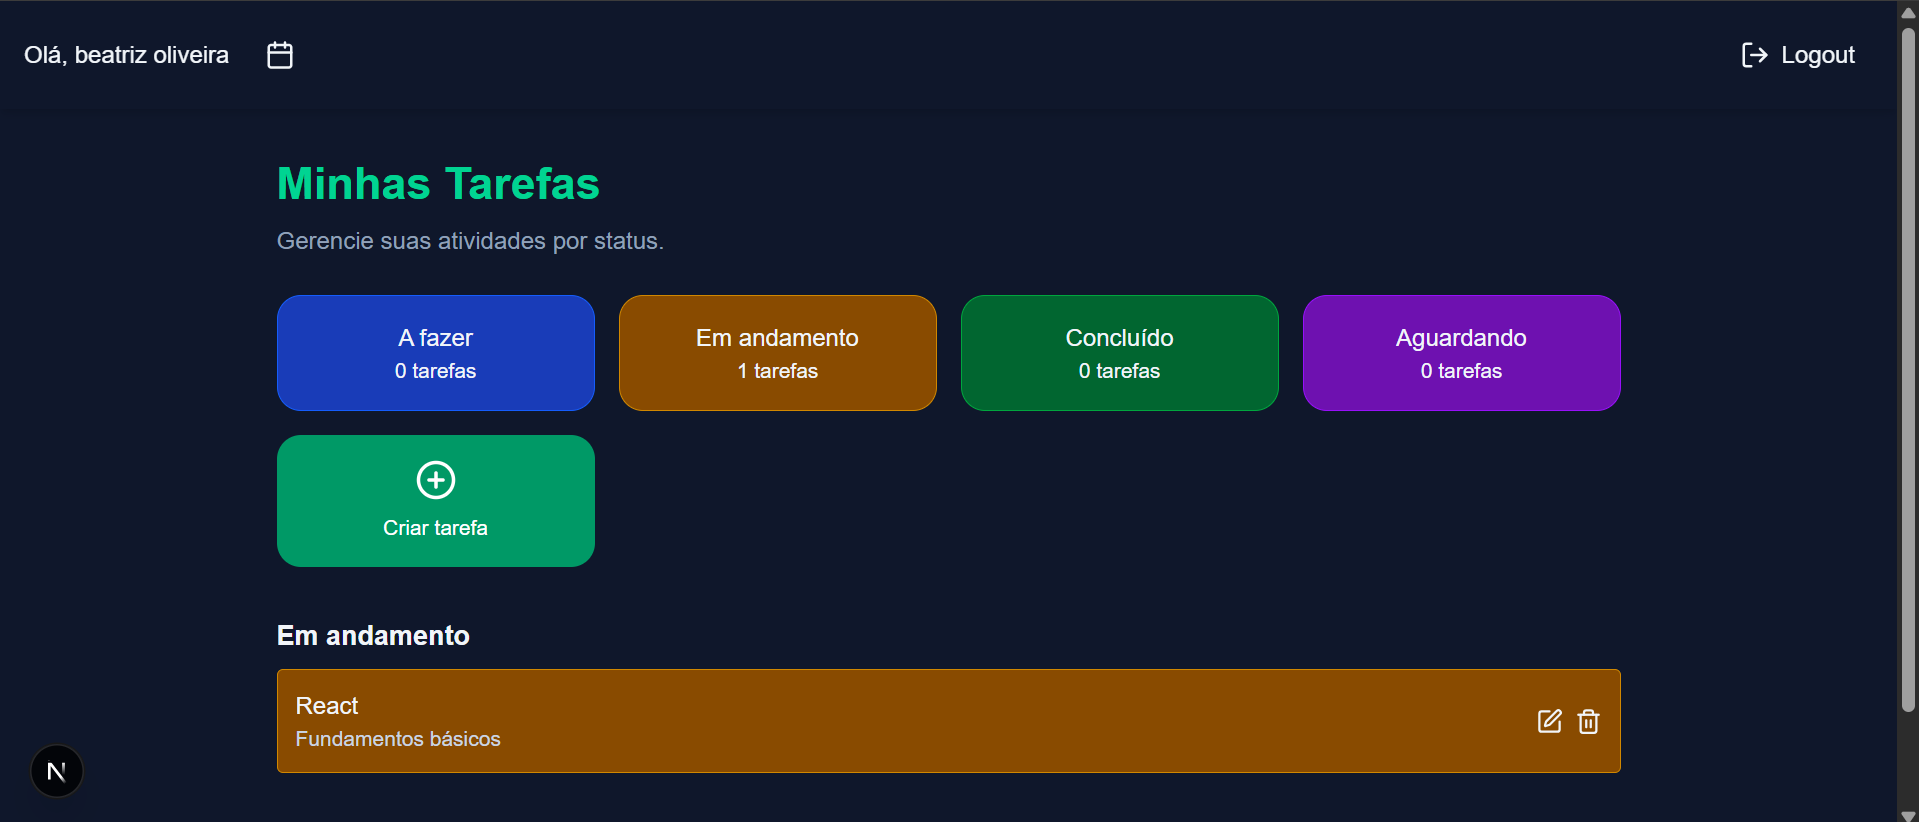 Olá, beatriz oliveira
Logout
Minhas Tarefas
Gerencie suas atividades por status.
A fazer
0 tarefas
Em andamento
1 tarefas
Concluído
0 tarefas
Aguardando
0 tarefas
Criar tarefa
Em andamento
React
Fundamentos básicos
N